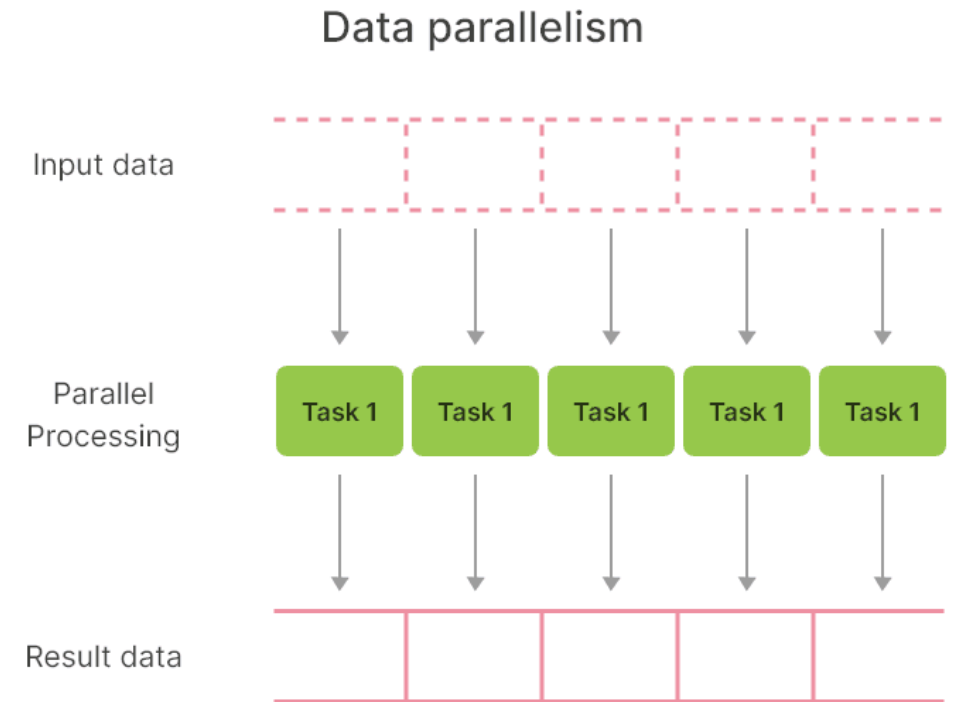 Data parallelism
Input data
Parallel
Processing
Task 1 Task 1 Task 1 Task 1 Task 1
Result data